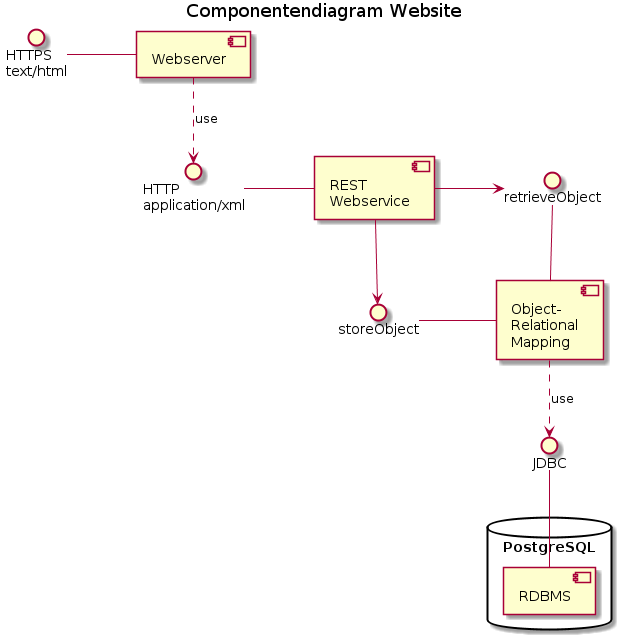 Componentendiagram Website
HTTPS
text/html
Webserver
use
HTTP
application/xml
REST
Webservice
retrieveObject
storeObject
Object-
Relational
Mapping
use
JDBC
PostgreSQL
RDBMS